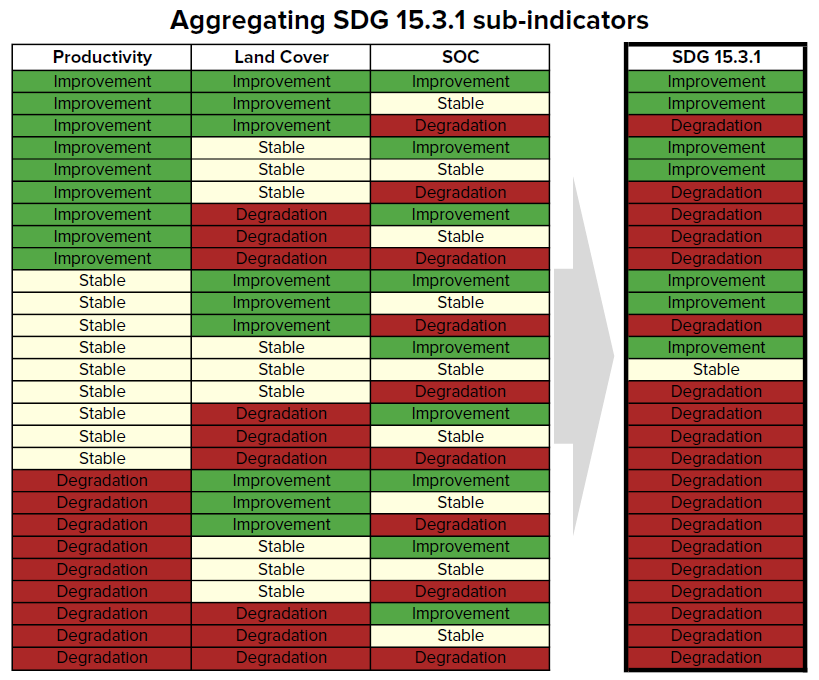 Aggregating SDG 15.3.1 sub-indicators
Productivity Land Cover SOC SDG 15.3.1
Improvement Improvement Improvement Improvement
Improvement Improvement Stable Improvement
Improvement Improvement Degradation Degradation
Improvement Stable Improvement Improvement
Improvement Stable Stable Improvement
Improvement Stable Degradation Degradation
Improvement Degradation Improvement Degradation
Improvement Degradation Stable Degradation
Improvement Degradation Degradation Degradation
Stable Improvement Improvement Improvement
Stable Improvement Stable Improvement
Stable Improvement Degradation Degradation
Stable Stable Improvement Improvement
Stable Stable Stable Stable
Stable Stable Degradation Degradation
Stable Degradation Improvement Degradation
Stable Degradation Stable Degradation
Stable Degradation Degradation Degradation
Degradation Improvement Improvement Degradation
Degradation Improvement Stable Degradation
Degradation Improvement Degradation Degradation
Degradation Stable Improvement Degradation
Degradation Stable Stable Degradation
Degradation Stable Degradation Degradation
Degradation Degradation Improvement Degradation
Degradation Degradation Stable Degradation
Degradation Degradation Degradation Degradation